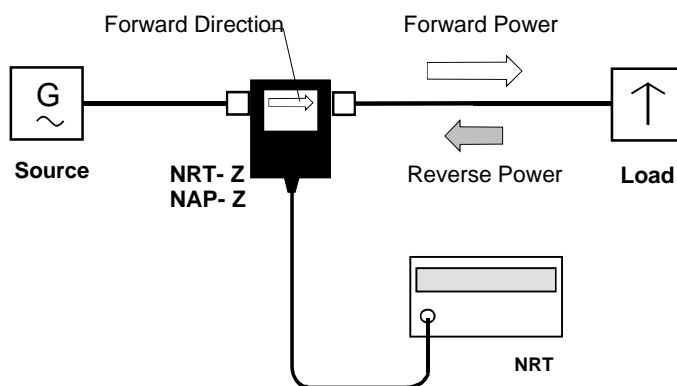 Forward Direction
Forward Power
G
Source
NRT- Z
NAP- Z
Reverse Power
Load
NRT